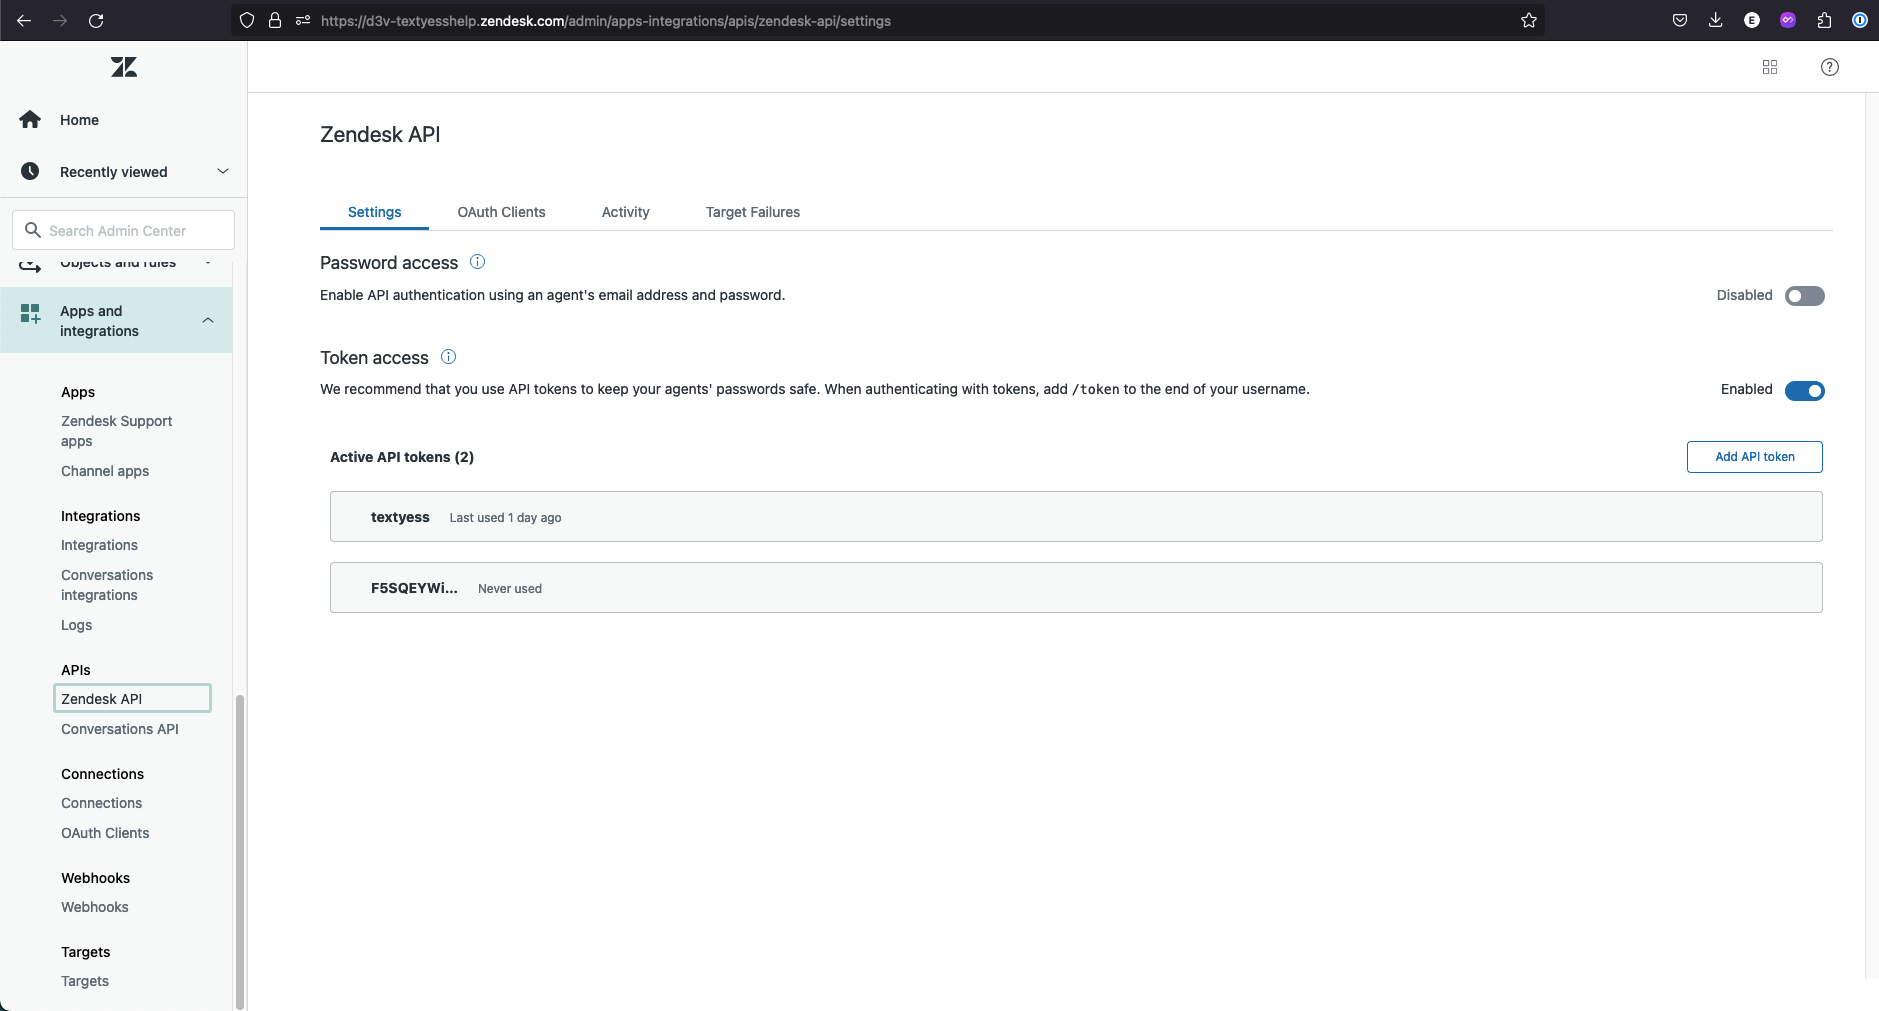 https://d3v-textyesshelp.zendesk.com/admin/apps-integrations/apis/zendesk-api/settings
E
Home
Recently viewed
Search Admin Center
Objects and rules
Apps and
integrations
Apps
Zendesk Support
apps
Channel apps
Integrations
Integrations
Conversations
integrations
Logs
APIs
Zendesk API
Conversations API
Connections
Connections
OAuth Clients
Webhooks
Webhooks
Targets
Targets
Zendesk API
Settings OAuth Clients Activity Target Failures
Password access
Enable API authentication using an agent's email address and password. Disabled
Token access
We recommend that you use API tokens to keep your agents' passwords safe. When authenticating with tokens, add /token to the end of your username. Enabled
Active API tokens (2) Add API token
textyess Last used 1 day ago
F5SQEYWi... Never used